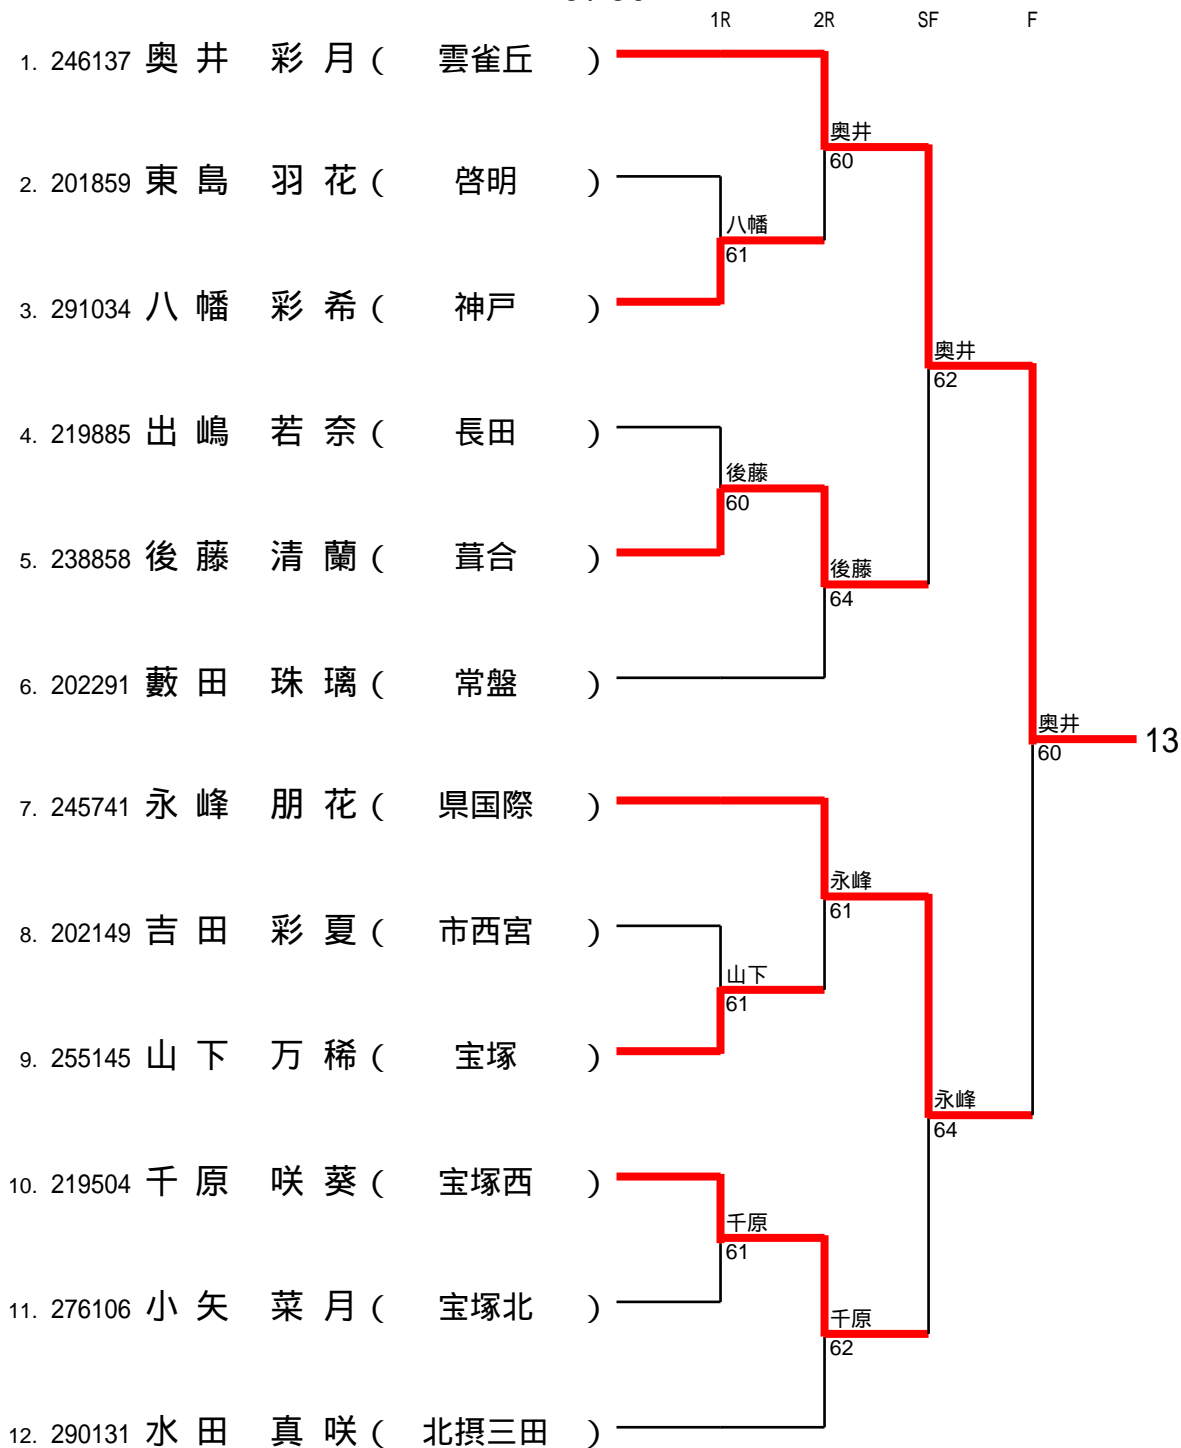 1R 2R SF F
1. 246137 奥井 彩月 ( 雲雀丘 )
奥井
60
2. 201859 東島 羽花 ( 啓明 )
八幡
61
3. 291034 八幡 彩希 ( 神戸 )
奥井
62
4. 219885 出嶋 若奈 ( 長田 )
後藤
60
5. 238858 後藤 清蘭 ( 葺合 )
後藤
64
6. 202291 藪田 珠璃 ( 常盤 )
奥井
60
13
7. 245741 永峰 朋花 ( 県国際 )
永峰
61
8. 202149 吉田 彩夏 ( 市西宮 )
山下
61
9. 255145 山下 万稀 ( 宝塚 )
永峰
64
10. 219504 千原 咲葵 ( 宝塚西 )
千原
61
11. 276106 小矢 菜月 ( 宝塚北 )
千原
62
12. 290131 水田 真咲 ( 北摂三田 )